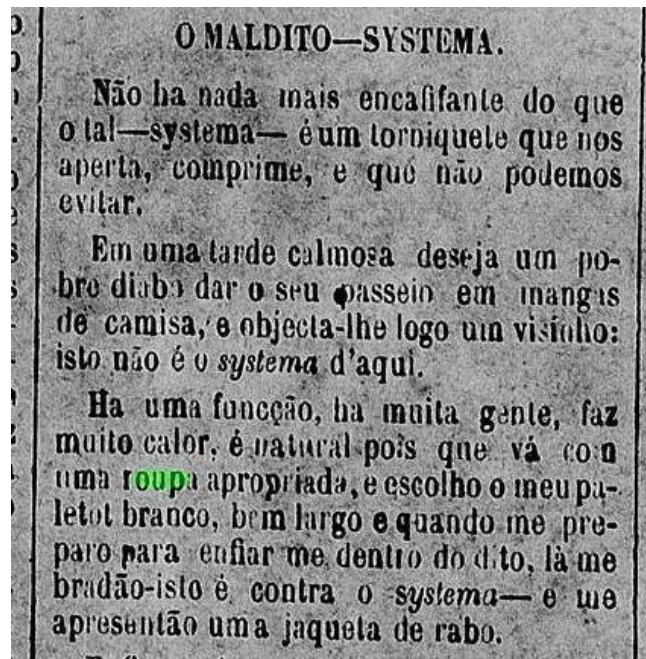 O MALDITO—SYSTEMA.
Não ha nada mais encafifante do que
o tal—systema— é um torniquete que nos
aperta, comprime, e que não podemos
evitar.
Em uma tarde calmosa deseja um po-
bre diabo dar o seu passeio em mangas
de camisa, e objecta-lhe logo um visinho:
isto não é o systema d'aqui.
Ha uma funcção, ha muita gente, faz
muito calor, é natural pois que vá com
uma roupa apropriada, e escolho o meu pa-
letot branco, bem largo e quando me pre-
paro para enfiar me dentro do dito, là me
bradão-isto é contra o systema— e me
apresentão uma jaqueta de rabo.